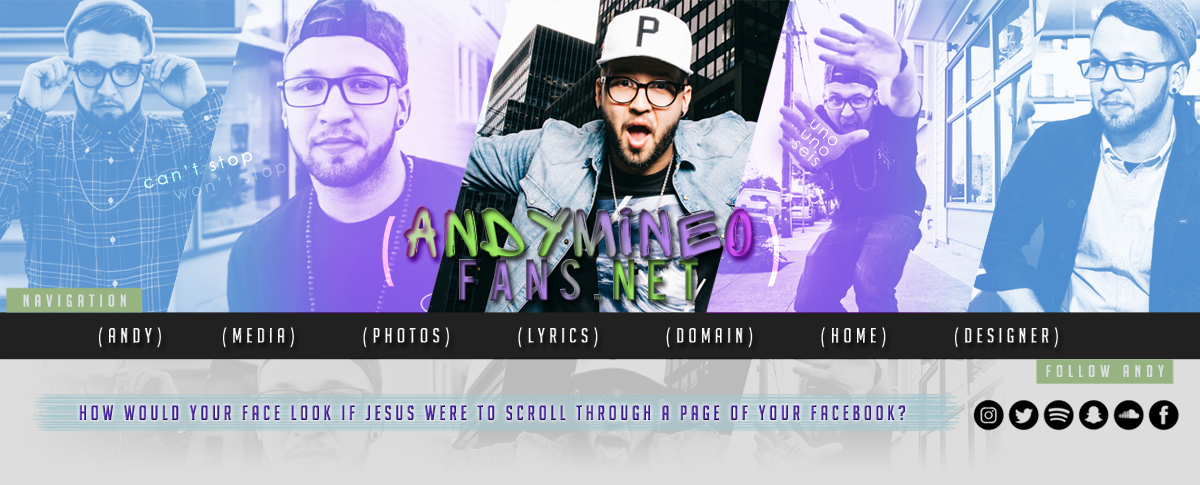 P
can't stop
won't stop
uno
uno
seis
(ANDYMINEO)
FANS.NET
NAVIGATION
(ANDY) (MEDIA) (PHOTOS) (LYRICS) (DOMAIN) (HOME) (DESIGNER)
FOLLOW ANDY
HOW WOULD YOUR FACE LOOK IF JESUS WERE TO SCROLL THROUGH A PAGE OF YOUR FACEBOOK?